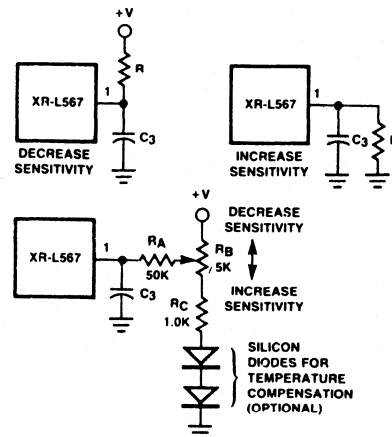 +V
R
XR-L567
1
C3
DECREASE
SENSITIVITY
XR-L567
1
C3
INCREASE
SENSITIVITY
+V
DECREASE
SENSITIVITY
XR-L567
1
RA
50K
RB
5K
C3
INCREASE
SENSITIVITY
RC
1.0K
SILICON
DIODES FOR
TEMPERATURE
COMPENSATION
(OPTIONAL)